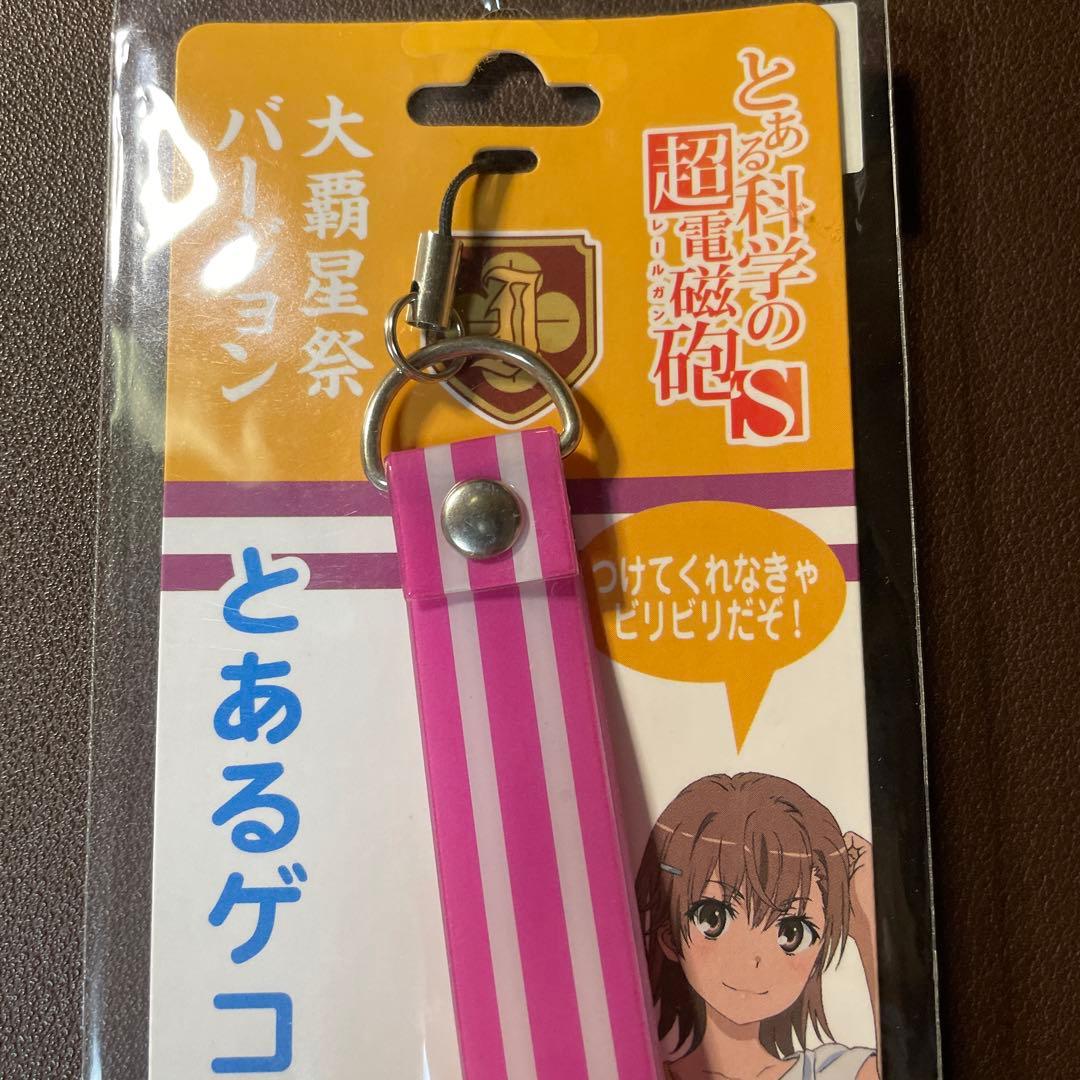 とある科学の
超電磁砲S
レールガン
大覇星祭
バージョン
つけてくれなきゃ
ビリビリだぞ！
とあるゲコ